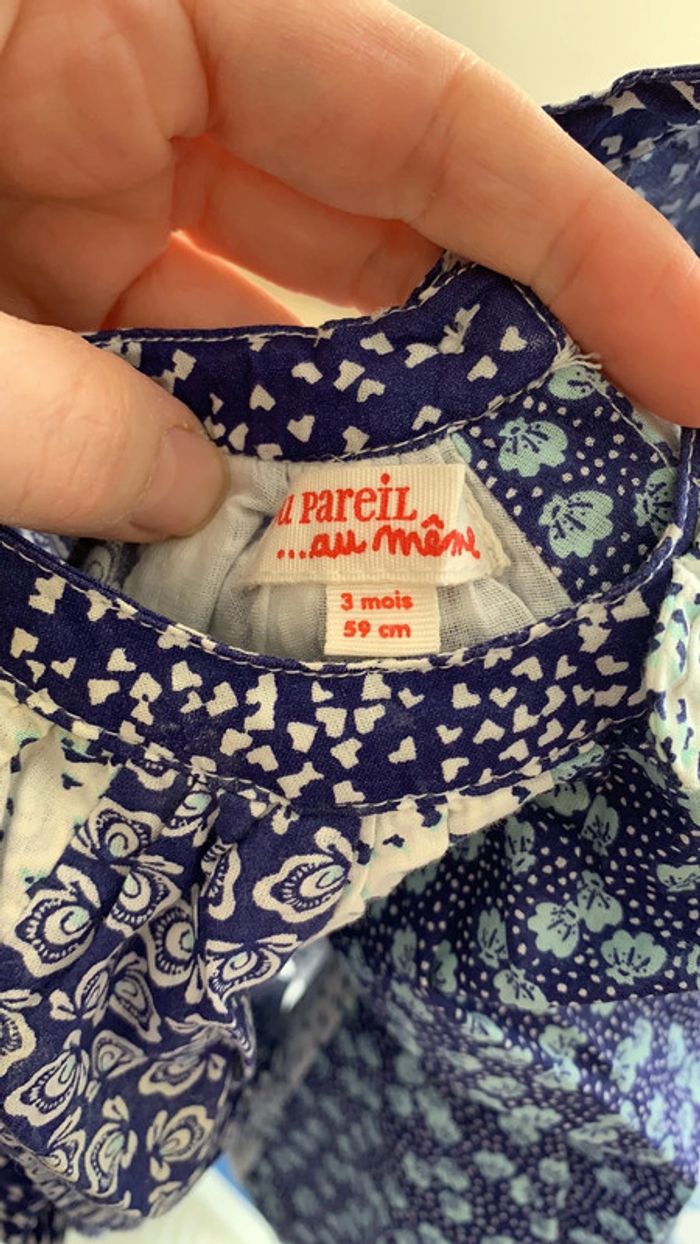 u PareiL
...au même
3 mois
59 cm